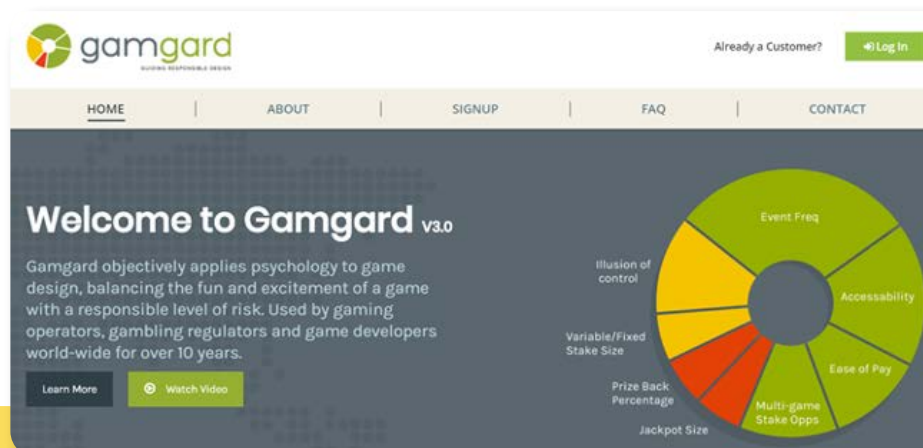 gamgard
GUIDING RESPONSIBLE DESIGN
Already a Customer?
Log In
HOME | ABOUT | SIGNUP | FAQ | CONTACT
Welcome to Gamgard V3.0
Gamgard objectively applies psychology to game
design, balancing the fun and excitement of a game
with a responsible level of risk. Used by gaming
operators, gambling regulators and game developers
world-wide for over 10 years.
Learn More
Watch Video
Event Freq
Illusion of
control
Accessability
Variable/Fixed
Stake Size
Ease of Pay
Prize Back
Percentage
Multi-game
Stake Opps
Jackpot Size